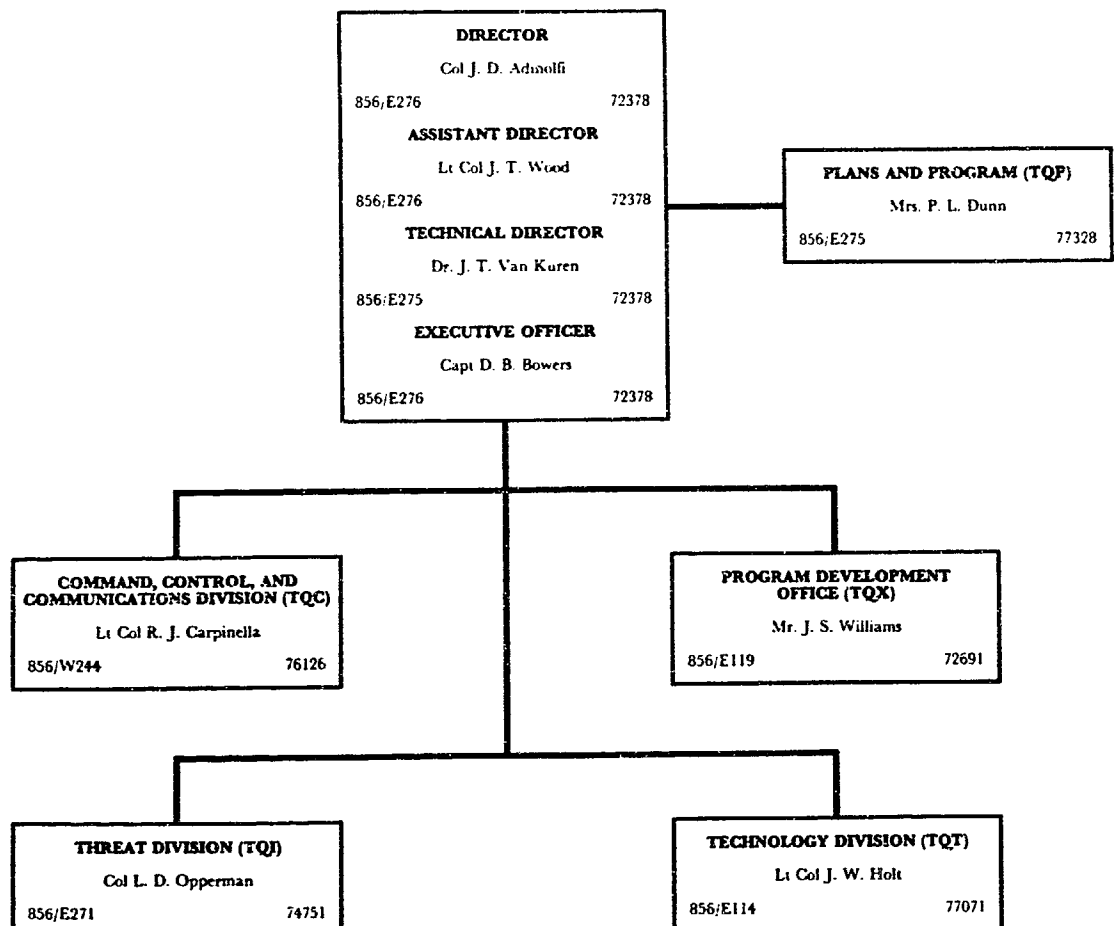 DIRECTOR
Col J. D. Admolfi
856/E276 72378
ASSISTANT DIRECTOR
Lt Col J. T. Wood
856/E276 72378
TECHNICAL DIRECTOR
Dr. J. T. Van Kuren
856/E275 72378
EXECUTIVE OFFICER
Capt D. B. Bowers
856/E276 72378
PLANS AND PROGRAM (TQP)
Mrs. P. L. Dunn
856/E275 77328
COMMAND, CONTROL, AND
COMMUNICATIONS DIVISION (TQC)
Lt Col R. J. Carpinella
856/W244 76126
PROGRAM DEVELOPMENT
OFFICE (TQX)
Mr. J. S. Williams
856/E119 72691
THREAT DIVISION (TQJ)
Col L. D. Opperman
856/E271 74751
TECHNOLOGY DIVISION (TQT)
Lt Col J. W. Holt
856/E114 77071